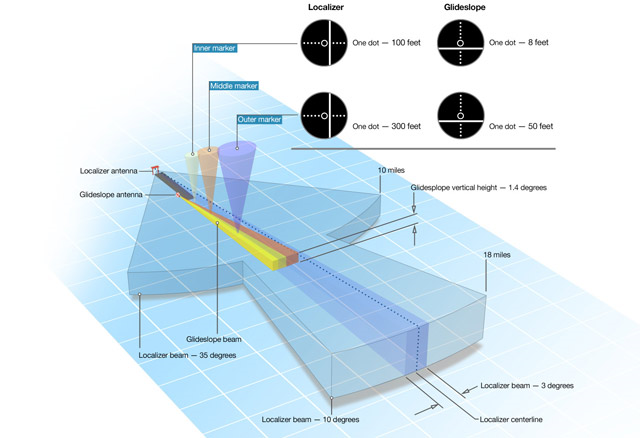 Localizer
Glideslope
Inner marker
One dot — 100 feet
One dot — 8 feet
Middle marker
Outer marker
One dot — 300 feet
One dot — 50 feet
Localizer antenna
10 miles
Glidesplope vertical height — 1.4 degrees
Glideslope antenna
18 miles
Glideslope beam
Localizer beam — 35 degrees
Localizer beam — 3 degrees
Localizer beam — 10 degrees
Localizer centerline